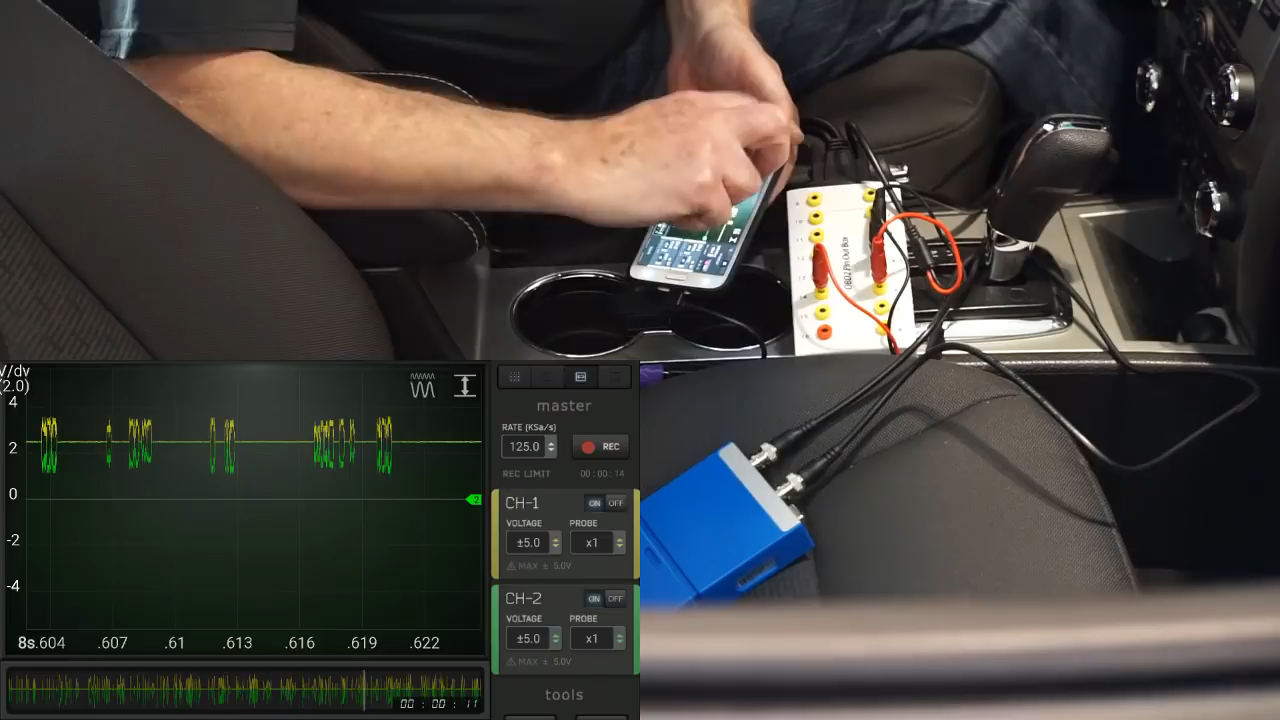 OBD2 Pin Out Box
V/dv
(2.0)
4
2
0
-2
-4
2
8s.604 .607 .61 .613 .616 .619 .622
00 : 00 : 11
master
RATE (KSa/s)
125.0 REC
REC LIMIT 00 : 00 : 14
CH-1 ON OFF
VOLTAGE PROBE
±5.0 x1
MAX ± 5.0V
CH-2 ON OFF
VOLTAGE PROBE
±5.0 x1
MAX ± 5.0V
tools